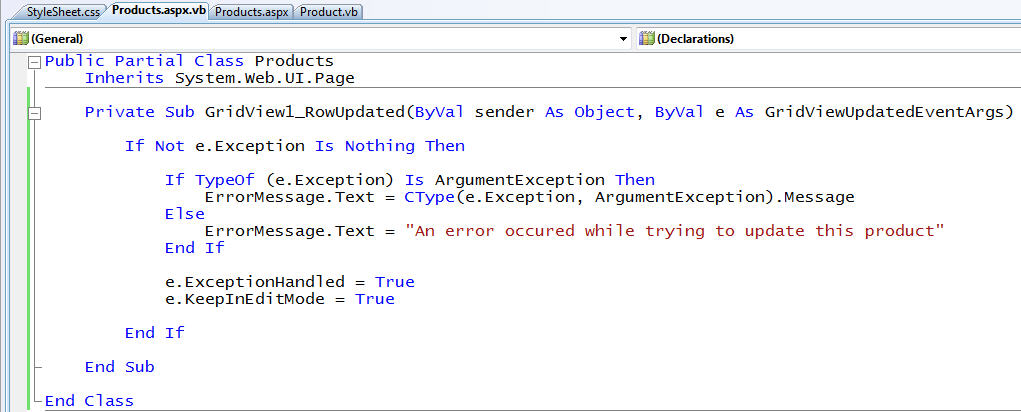 StyleSheet.css Products.aspx.vb Products.aspx Product.vb
(General) (Declarations)
Public Partial Class Products
    Inherits System.Web.UI.Page
    Private Sub GridView1_RowUpdated(ByVal sender As Object, ByVal e As GridViewUpdatedEventArgs)
        If Not e.Exception Is Nothing Then
            If TypeOf (e.Exception) Is ArgumentException Then
                ErrorMessage.Text = CType(e.Exception, ArgumentException).Message
            Else
                ErrorMessage.Text = "An error occured while trying to update this product"
            End If
            e.ExceptionHandled = True
            e.KeepInEditMode = True
        End If
    End Sub
End Class